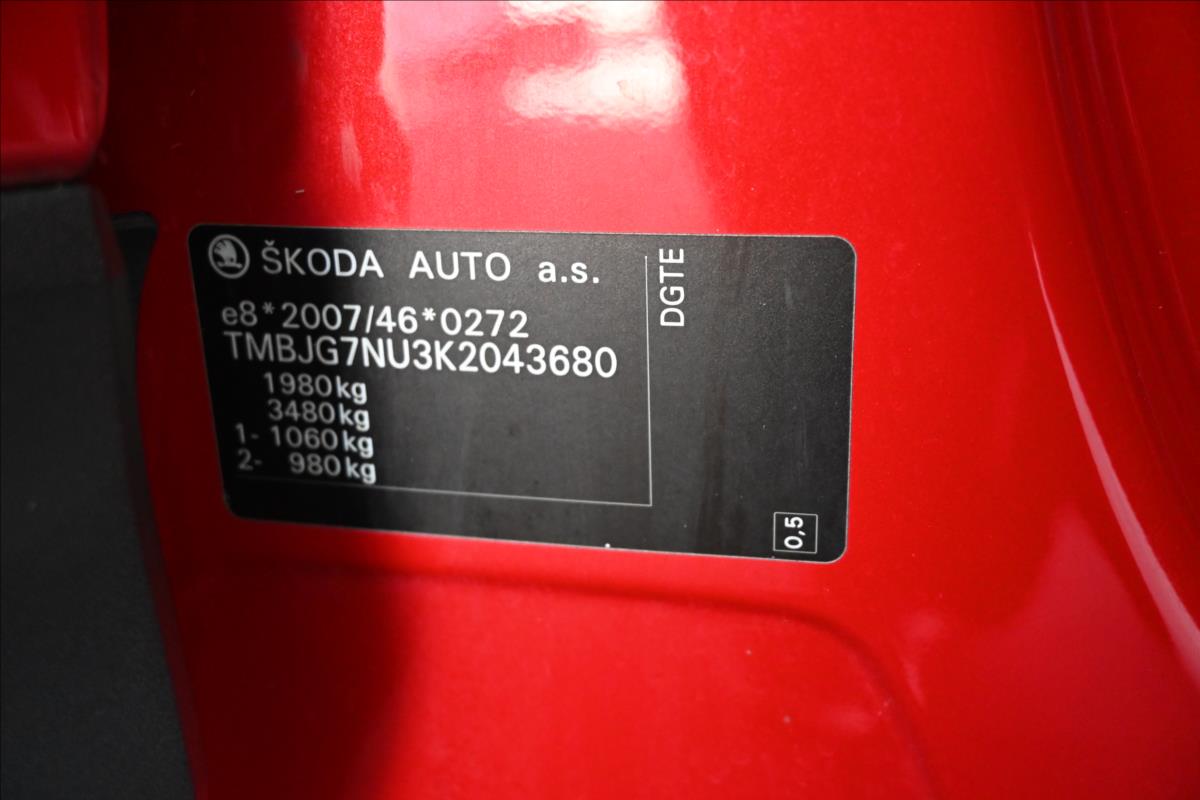 ŠKODA AUTO a.s.
e8*2007/46*0272
TMBJG7NU3K2043680
1980kg
3480kg
1- 1060kg
2- 980kg
DGTE
0,5